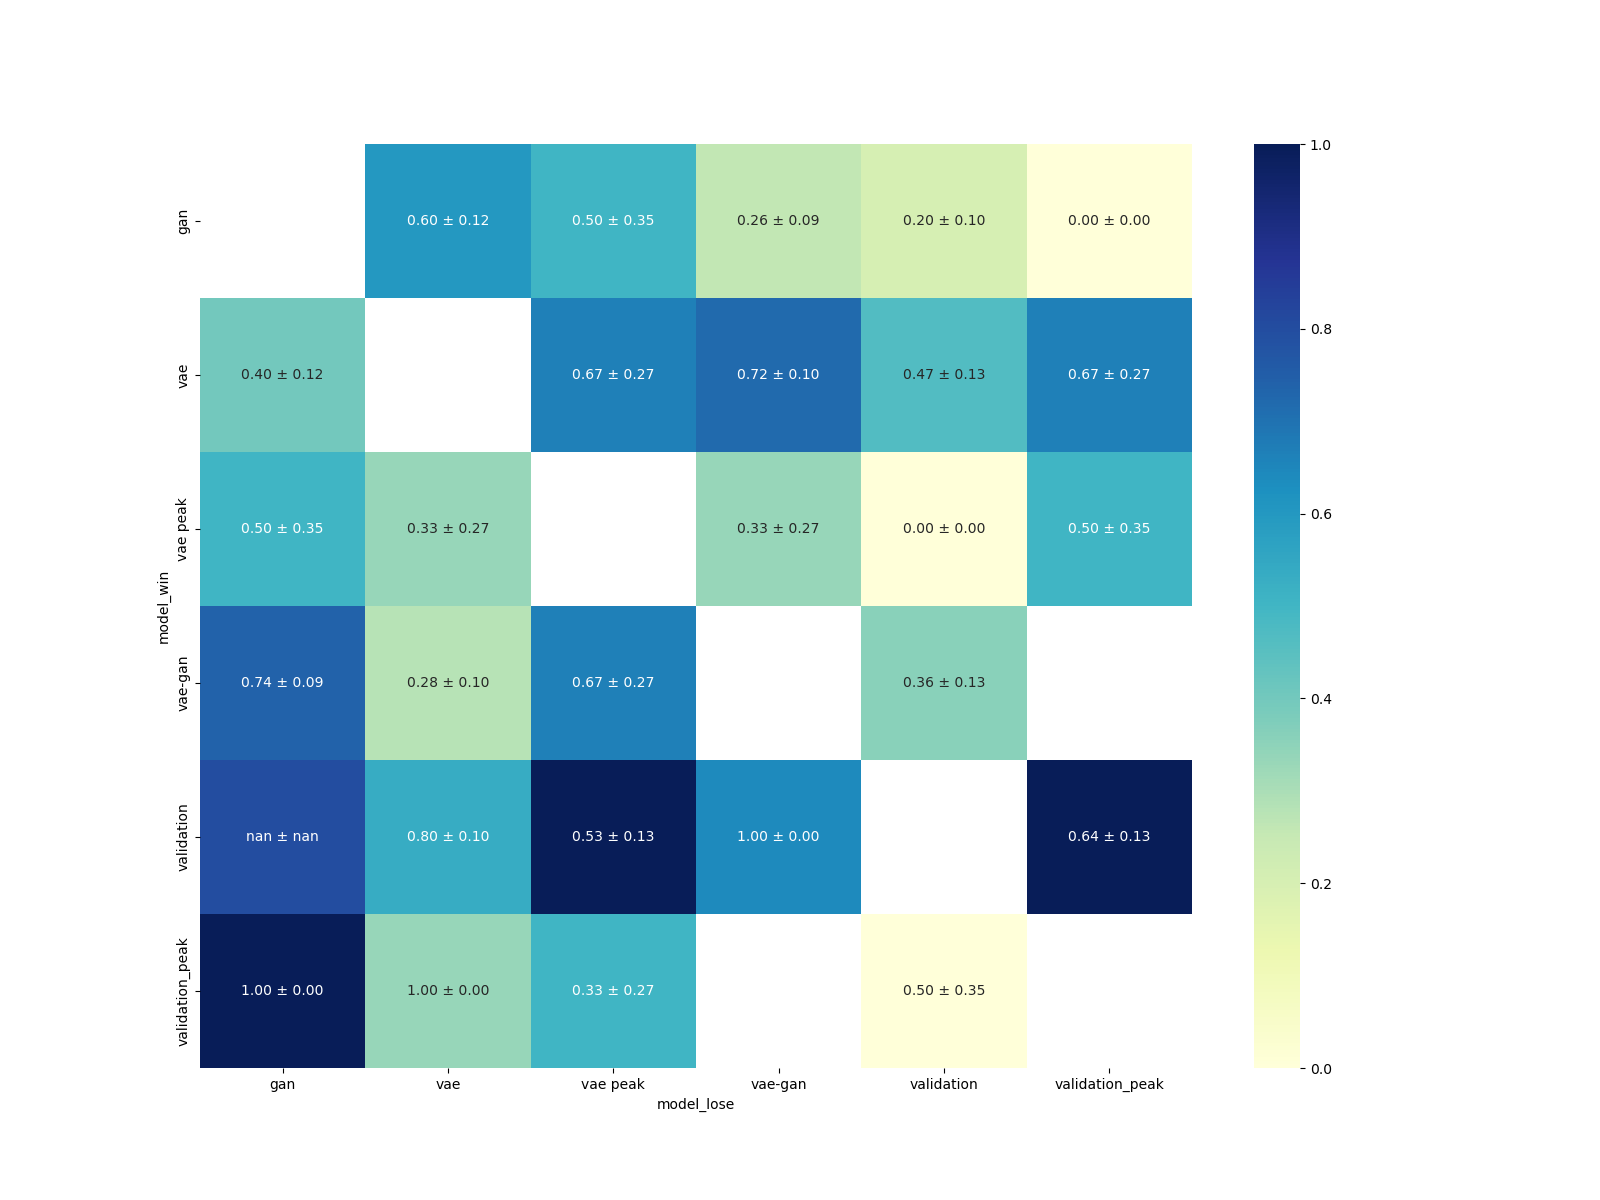 gan
0.60 ± 0.12
0.50 ± 0.35
0.26 ± 0.09
0.20 ± 0.10
0.00 ± 0.00
vae
0.40 ± 0.12
0.67 ± 0.27
0.72 ± 0.10
0.47 ± 0.13
0.67 ± 0.27
vae peak
0.50 ± 0.35
0.33 ± 0.27
0.33 ± 0.27
0.00 ± 0.00
0.50 ± 0.35
model_win
vae-gan
0.74 ± 0.09
0.28 ± 0.10
0.67 ± 0.27
0.36 ± 0.13
validation
nan ± nan
0.80 ± 0.10
0.53 ± 0.13
1.00 ± 0.00
0.64 ± 0.13
validation_peak
1.00 ± 0.00
1.00 ± 0.00
0.33 ± 0.27
0.50 ± 0.35
gan
vae
vae peak
vae-gan
validation
validation_peak
model_lose
1.0
0.8
0.6
0.4
0.2
0.0